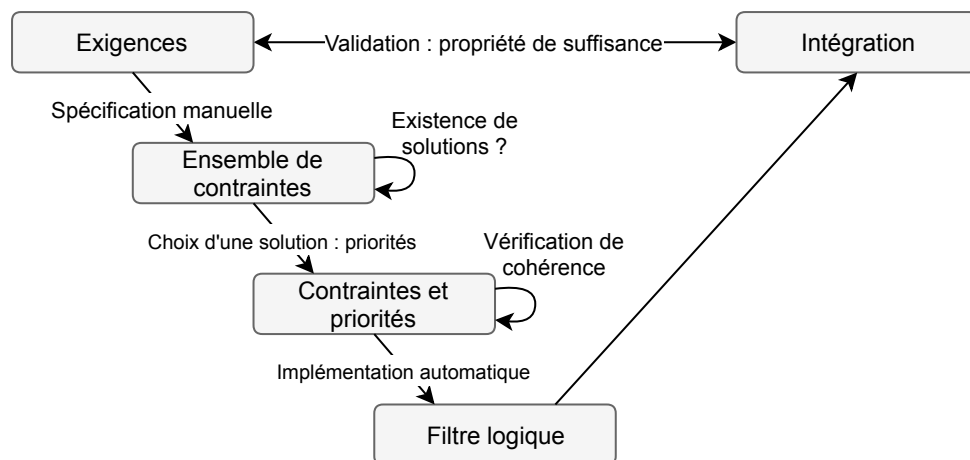 Exigences
Validation : propriété de suffisance
Intégration
Spécification manuelle
Existence de
solutions ?
Ensemble de
contraintes
Choix d'une solution : priorités
Vérification de
cohérence
Contraintes et
priorités
Implémentation automatique
Filtre logique